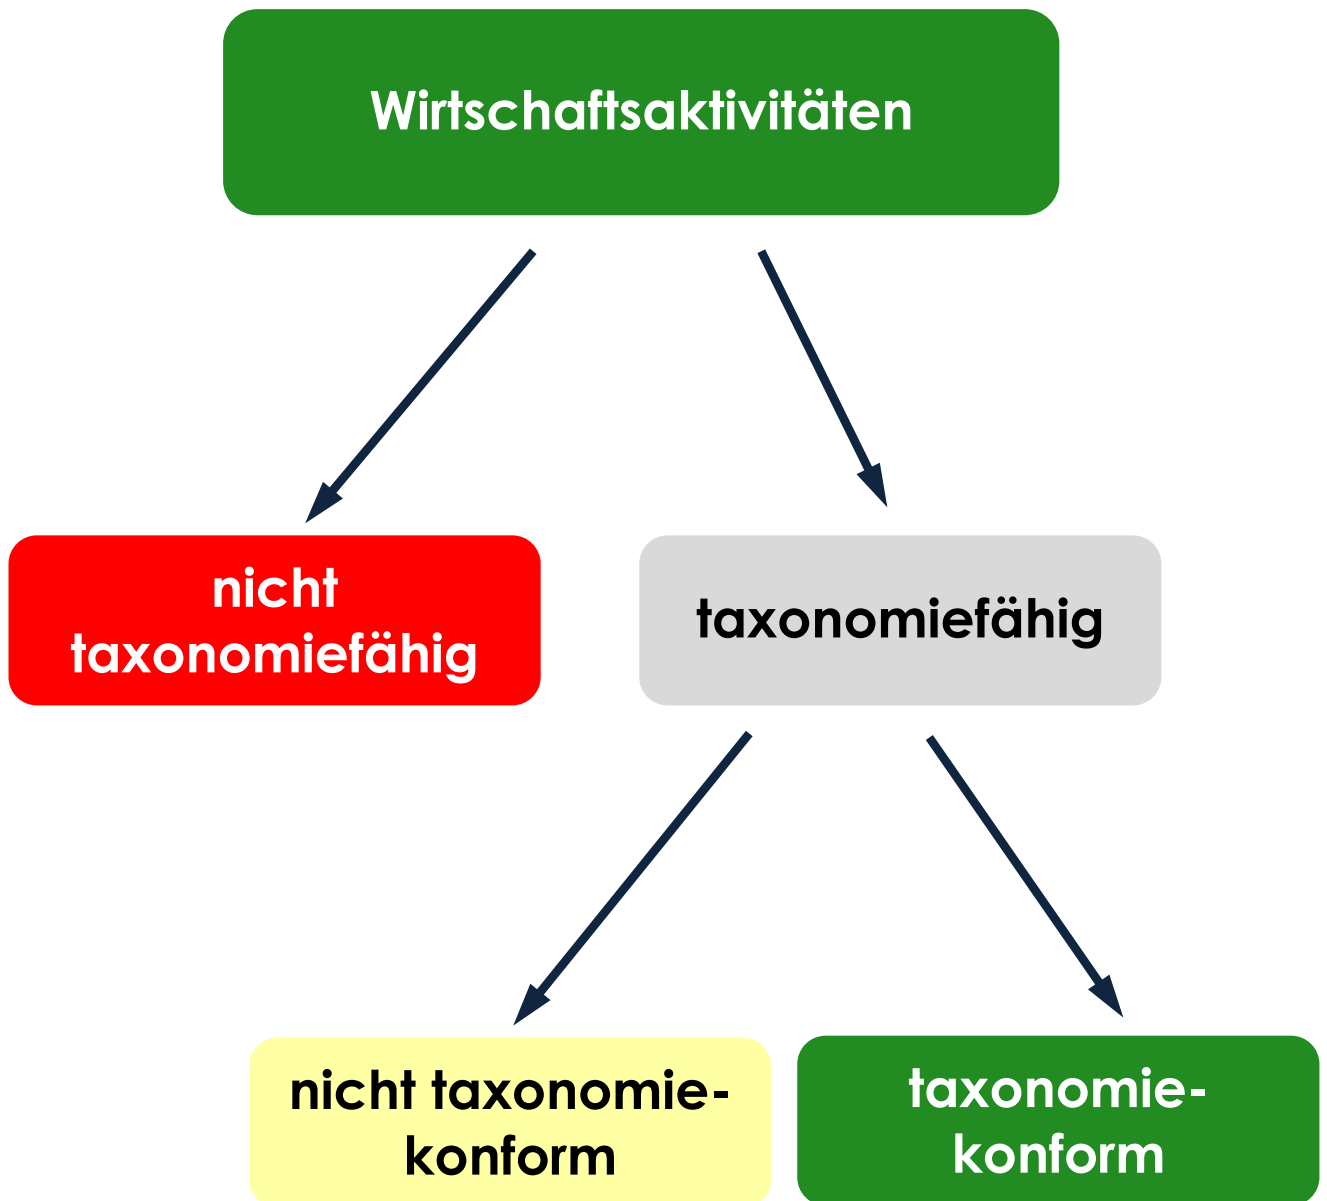 Wirtschaftsaktivitäten
nicht
taxonomiefähig
taxonomiefähig
nicht taxonomie-
konform
taxonomie-
konform